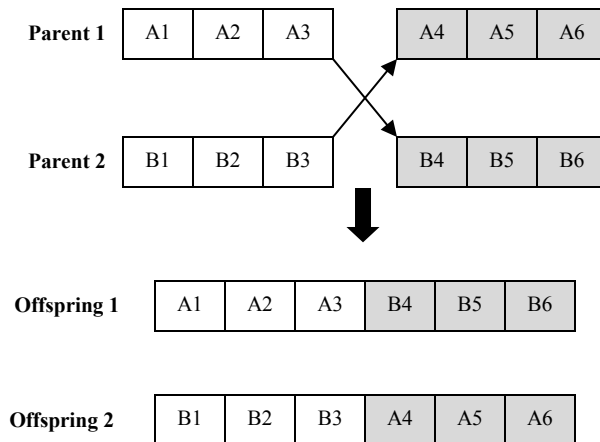 Parent 1 A1 A2 A3 A4 A5 A6
Parent 2 B1 B2 B3 B4 B5 B6
Offspring 1 A1 A2 A3 B4 B5 B6
Offspring 2 B1 B2 B3 A4 A5 A6